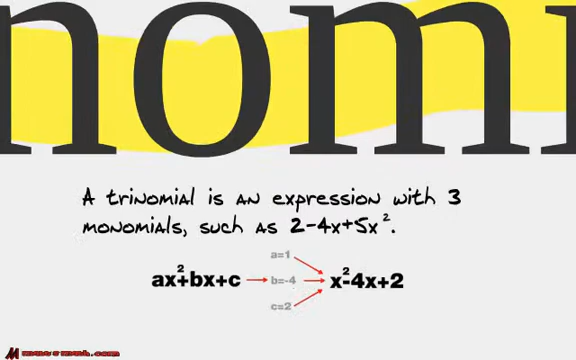 nomi
A trinomial is an expression with 3
monomials, such as 2-4x+5x².
a=1
ax²+bx+c b=-4 x²-4x+2
c=2